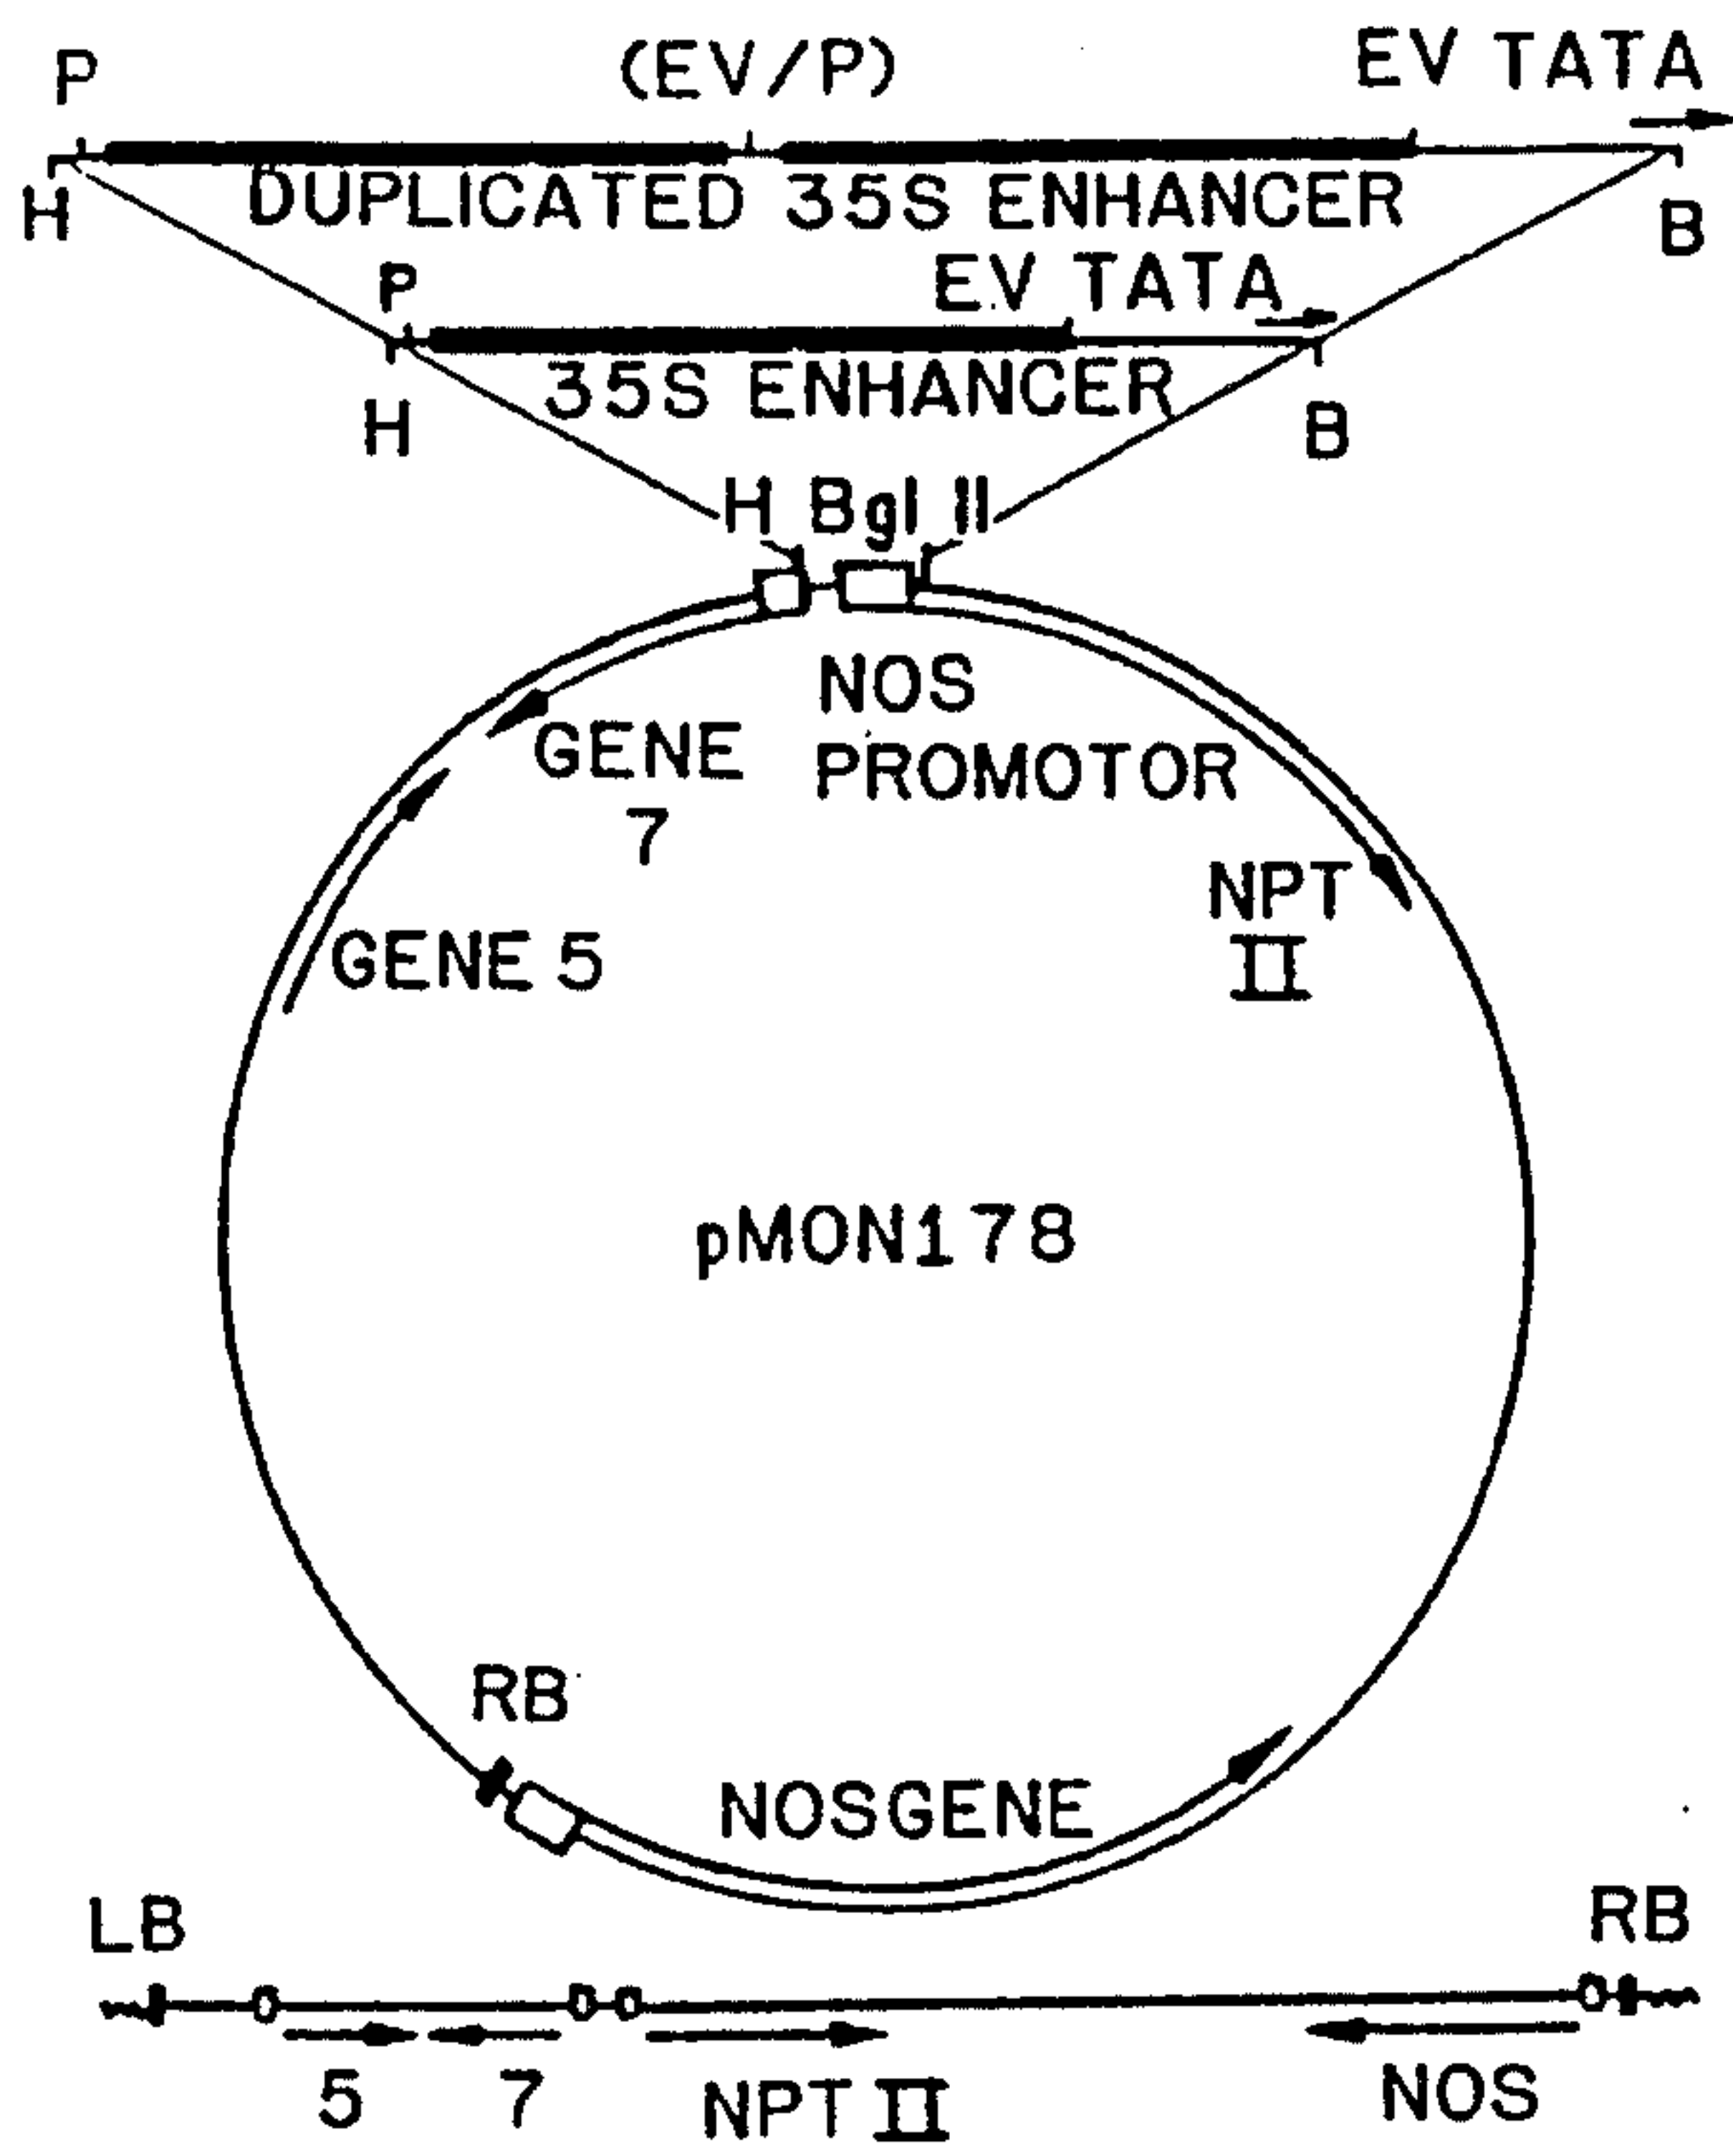 P (EV/P) EV TATA
H DUPLICATED 35S ENHANCER B
P EV TATA
35S ENHANCER
H B
H Bgl II
NOS
PROMOTOR
GENE
7
NPT
II
GENE 5
pMON178
RB
NOSGENE
LB RB
5 7 NPT II NOS